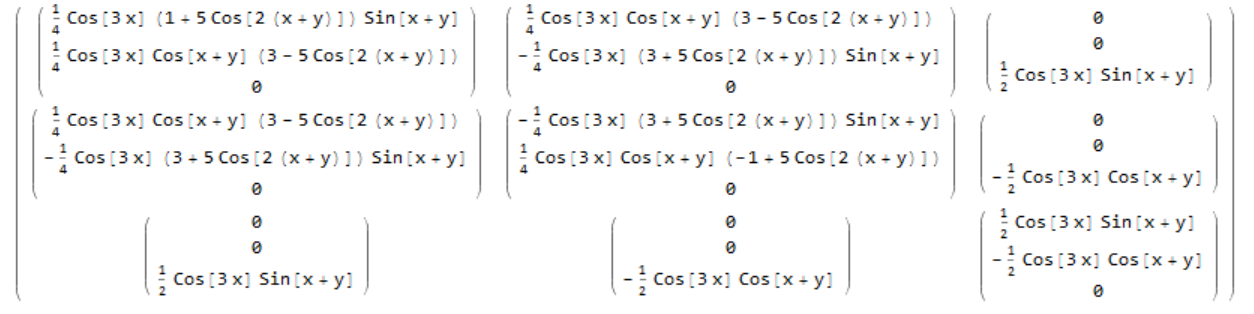 1/4 Cos[3 x] (1 + 5 Cos[2 (x + y)]) Sin[x + y] 1/4 Cos[3 x] Cos[x + y] (3 - 5 Cos[2 (x + y)]) 0
1/4 Cos[3 x] Cos[x + y] (3 - 5 Cos[2 (x + y)]) -1/4 Cos[3 x] (3 + 5 Cos[2 (x + y)]) Sin[x + y] 0
0 0 1/2 Cos[3 x] Sin[x + y]
1/4 Cos[3 x] Cos[x + y] (3 - 5 Cos[2 (x + y)]) -1/4 Cos[3 x] (3 + 5 Cos[2 (x + y)]) Sin[x + y] 0
-1/4 Cos[3 x] (3 + 5 Cos[2 (x + y)]) Sin[x + y] 1/4 Cos[3 x] Cos[x + y] (-1 + 5 Cos[2 (x + y)]) 0
0 0 -1/2 Cos[3 x] Cos[x + y]
0 0 1/2 Cos[3 x] Sin[x + y]
0 0 -1/2 Cos[3 x] Cos[x + y]
1/2 Cos[3 x] Sin[x + y] -1/2 Cos[3 x] Cos[x + y] 0